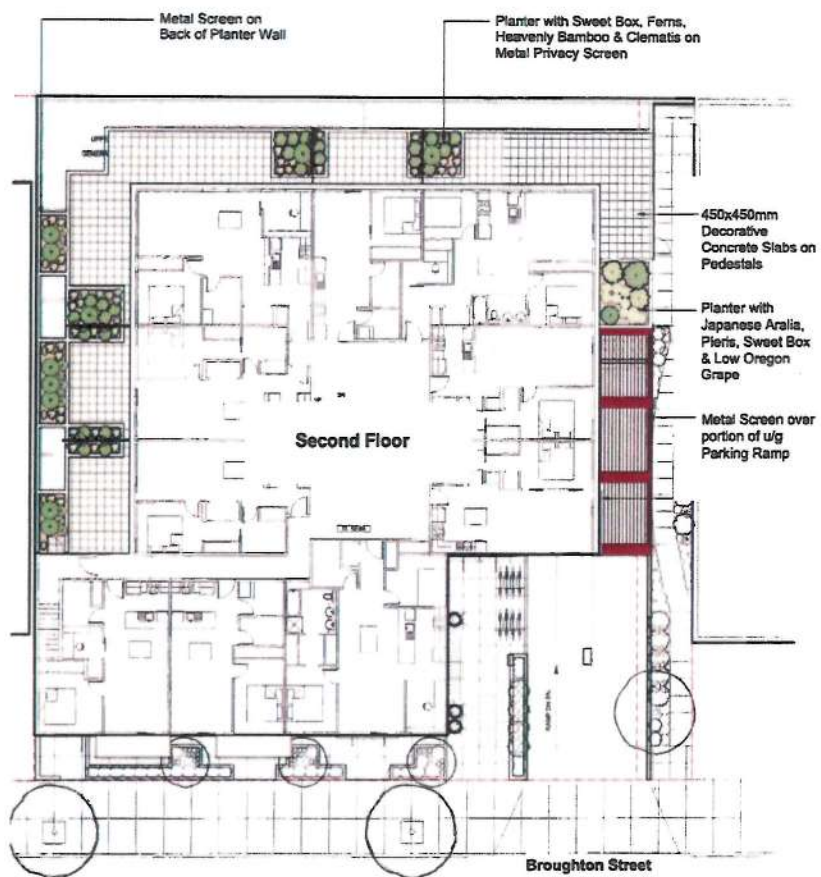 Metal Screen on
Back of Planter Wall
Planter with Sweet Box, Ferns,
Heavenly Bamboo & Clematis on
Metal Privacy Screen
450x450mm
Decorative
Concrete Slabs on
Pedestals
Planter with
Japanese Aralia,
Pieris, Sweet Box
& Low Oregon
Grape
Metal Screen over
portion of u/g
Parking Ramp
Second Floor
UP
DN
Broughton Street